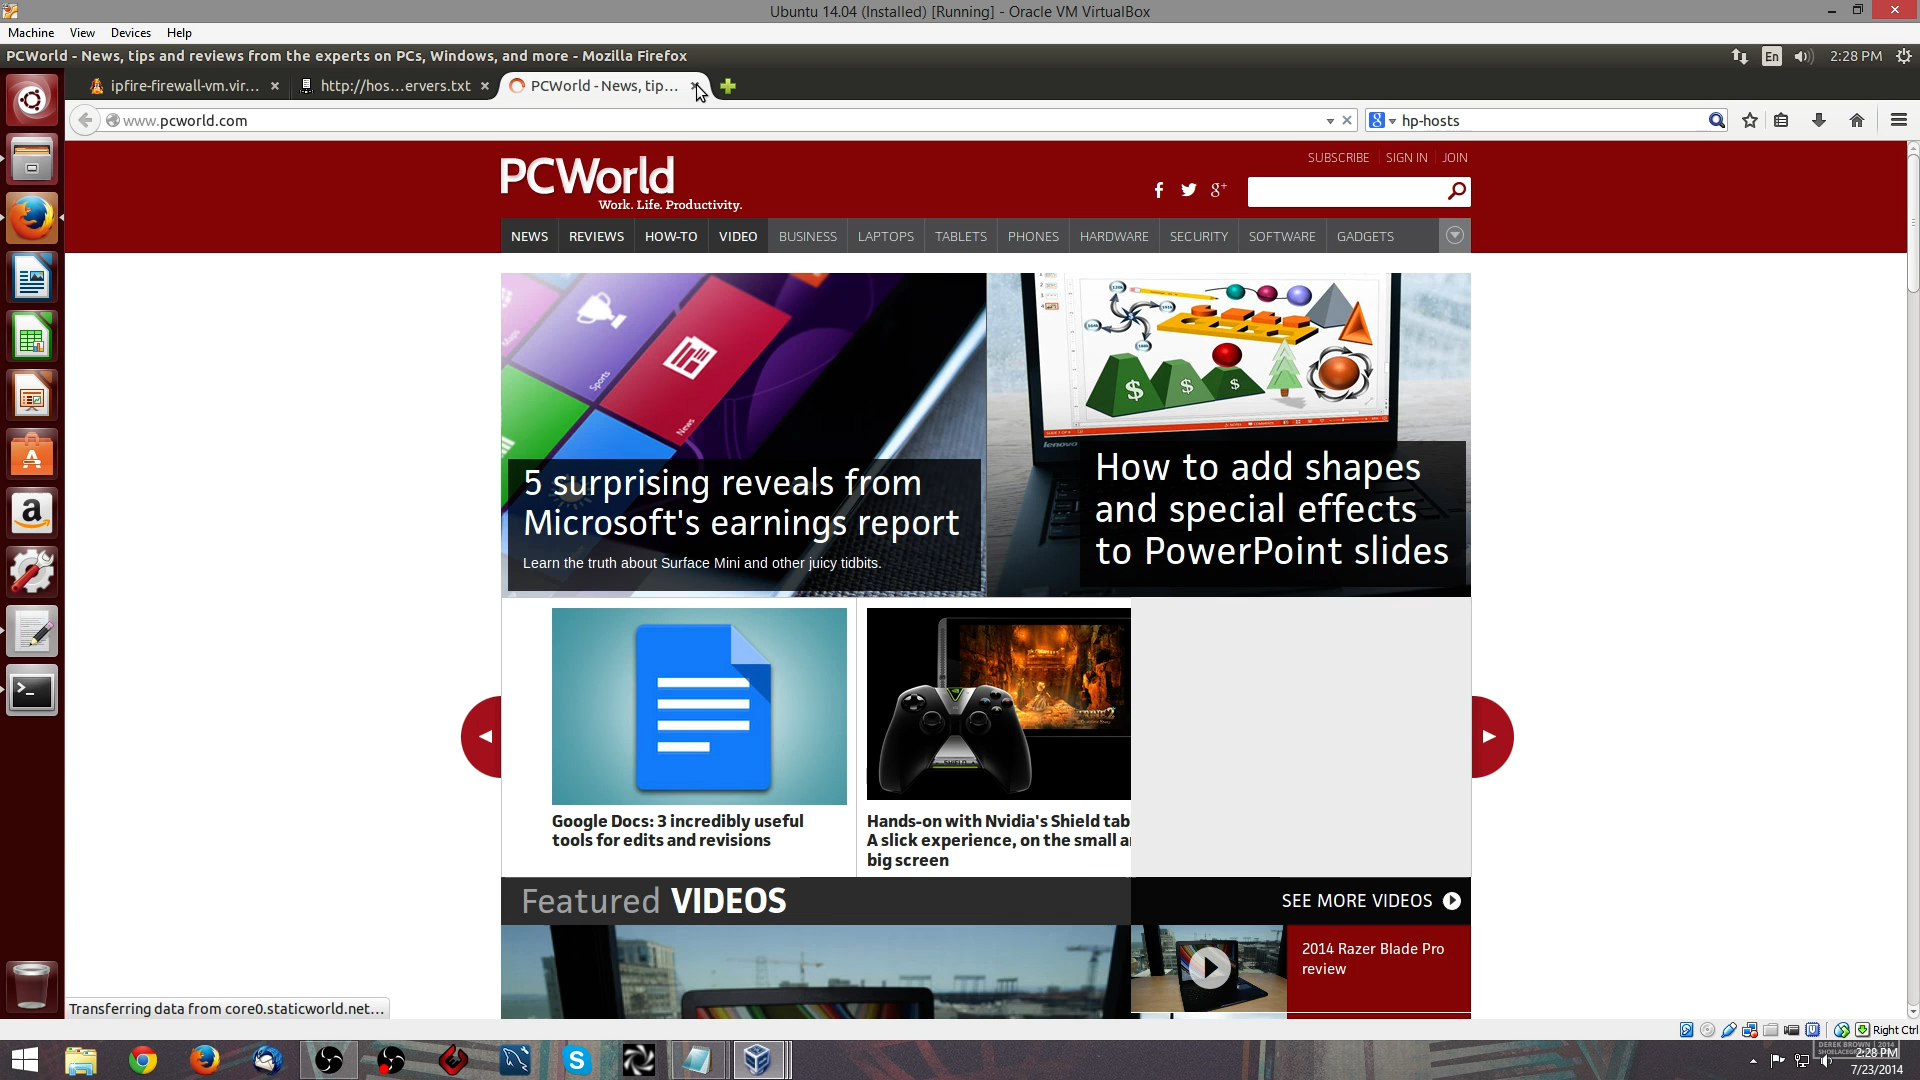 Ubuntu 14.04 (Installed) [Running] - Oracle VM VirtualBox
Machine View Devices Help
PCWorld - News, tips and reviews from the experts on PCs, Windows, and more - Mozilla Firefox
En 2:28 PM
ipfire-firewall-vm.vir... http://hos...ervers.txt PCWorld - News, tip...
www.pcworld.com
hp-hosts
SUBSCRIBE SIGN IN JOIN
PCWorld
Work. Life. Productivity.
NEWS REVIEWS HOW-TO VIDEO BUSINESS LAPTOPS TABLETS PHONES HARDWARE SECURITY SOFTWARE GADGETS
Sports
News
lenovo
5 surprising reveals from
Microsoft's earnings report
Learn the truth about Surface Mini and other juicy tidbits.
How to add shapes
and special effects
to PowerPoint slides
SHIELD
Google Docs: 3 incredibly useful
tools for edits and revisions
Hands-on with Nvidia's Shield tab
A slick experience, on the small a
big screen
Featured VIDEOS
SEE MORE VIDEOS
2014 Razer Blade Pro
review
Transferring data from core0.staticworld.net...
Right Ctrl
DEREK BROWN | 2014
2:28 PM
7/23/2014